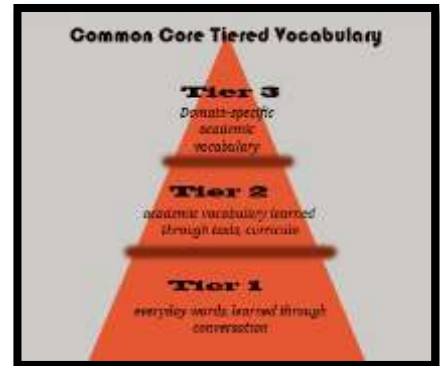 Common Core Tiered Vocabulary
Tier 3
Domain-specific
academic
vocabulary
Tier 2
academic vocabulary learned
through texts, curricula
Tier 1
everyday words, learned through
conversation